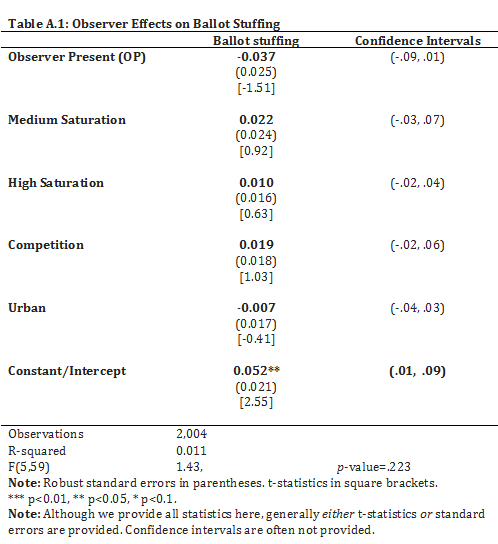 Table A.1: Observer Effects on Ballot Stuffing
Ballot stuffing Confidence Intervals
Observer Present (OP) -0.037 (-.09, .01)
(0.025)
[-1.51]
Medium Saturation 0.022 (-.03, .07)
(0.024)
[0.92]
High Saturation 0.010 (-.02, .04)
(0.016)
[0.63]
Competition 0.019 (-.02, .06)
(0.018)
[1.03]
Urban -0.007 (-.04, .03)
(0.017)
[-0.41]
Constant/Intercept 0.052** (.01, .09)
(0.021)
[2.55]
Observations 2,004
R-squared 0.011
F(5,59) 1.43, p-value=.223
Note: Robust standard errors in parentheses. t-statistics in square brackets.
*** p<0.01, ** p<0.05, * p<0.1.
Note: Although we provide all statistics here, generally either t-statistics or standard
errors are provided. Confidence intervals are often not provided.